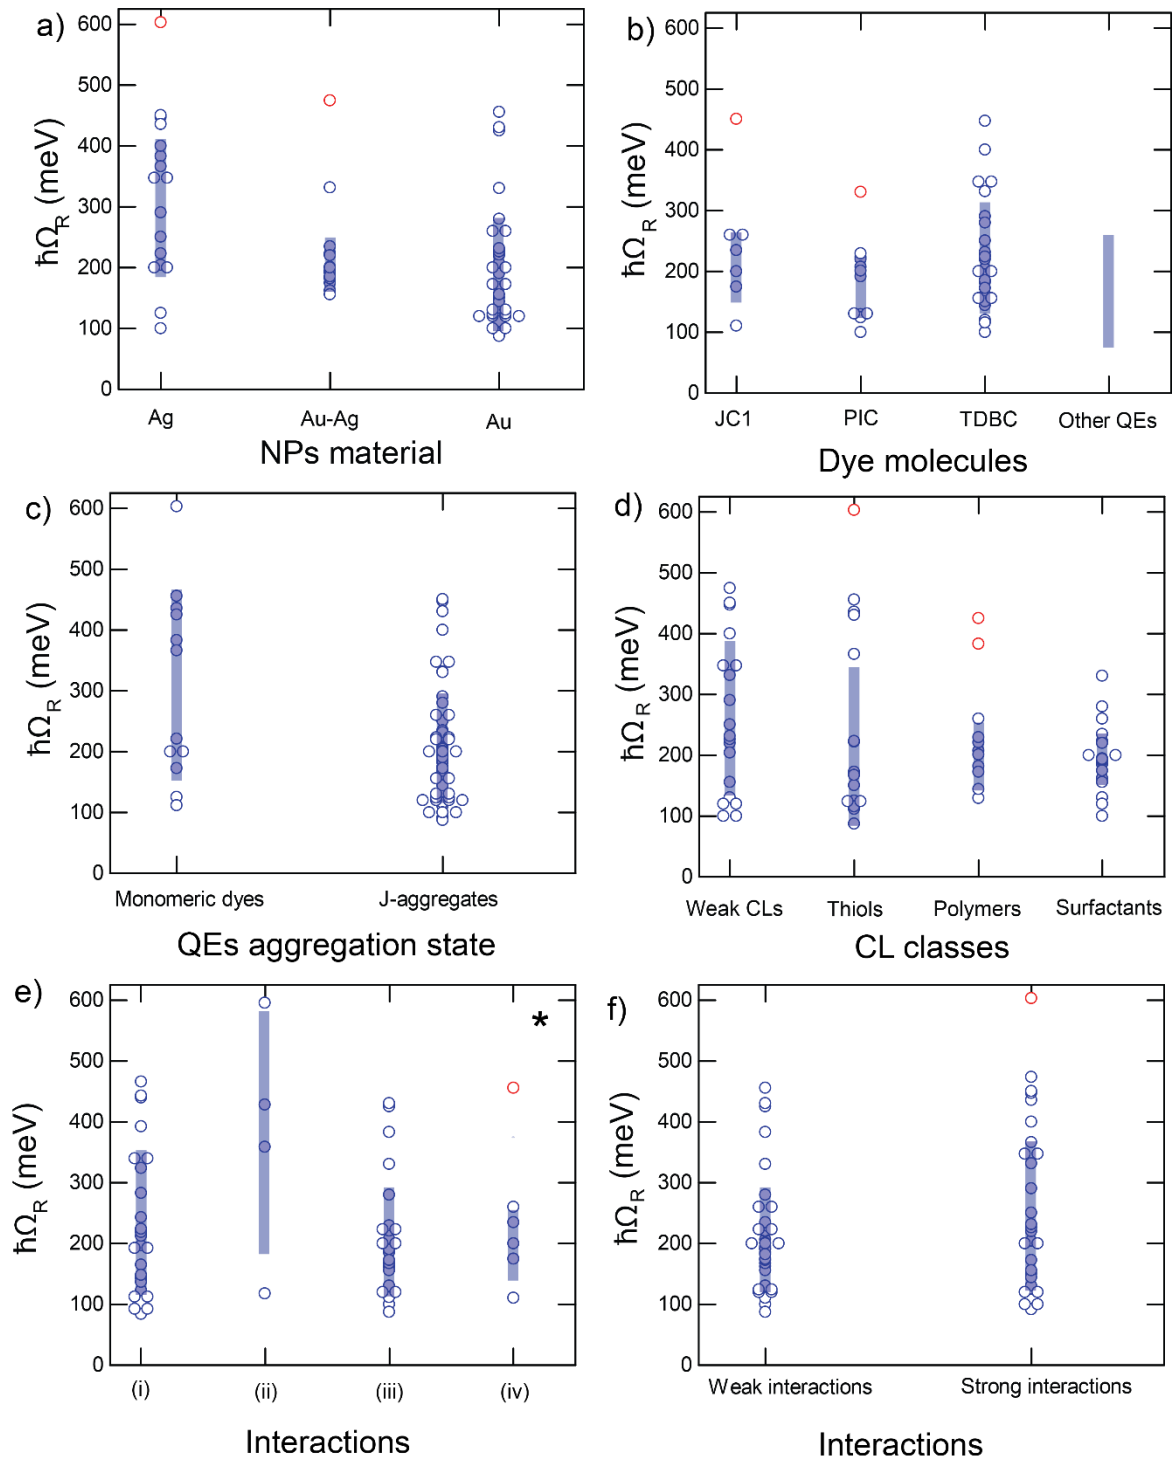 a)
600
500
400
300
200
100
0
ħΩR (meV)
Ag Au-Ag Au
NPs material
b)
600
500
400
300
200
100
0
ħΩR (meV)
JC1 PIC TDBC Other QEs
Dye molecules
c)
600
500
400
300
200
100
0
ħΩR (meV)
Monomeric dyes J-aggregates
QEs aggregation state
d)
600
500
400
300
200
100
0
ħΩR (meV)
Weak CLs Thiols Polymers Surfactants
CL classes
e)
600
500
400
300
200
100
0
ħΩR (meV)
*
(i) (ii) (iii) (iv)
Interactions
f)
600
500
400
300
200
100
0
ħΩR (meV)
Weak interactions Strong interactions
Interactions